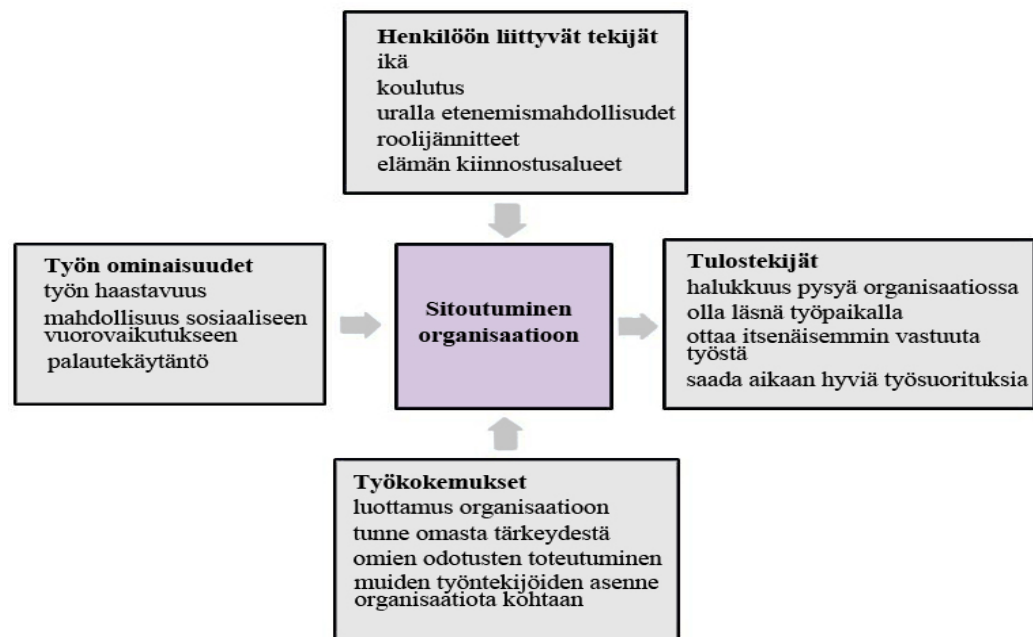 Henkilöön liittyvät tekijät
ikä
koulutus
uralla etenemismahdollisudet
roolijännitteet
elämän kiinnostusalueet
Työn ominaisuudet
työn haastavuus
mahdollisuus sosiaaliseen
vuorovaikutukseen
palautekäytäntö
Sitoutuminen
organisaatioon
Tulostekijät
halukkuus pysyä organisaatiossa
olla läsnä työpaikalla
ottaa itsenäisemmin vastuuta
työstä
saada aikaan hyviä työsuorituksia
Työkokemukset
luottamus organisaatioon
tunne omasta tärkeydestä
omien odotusten toteutuminen
muiden työntekijöiden asenne
organisaatiota kohtaan